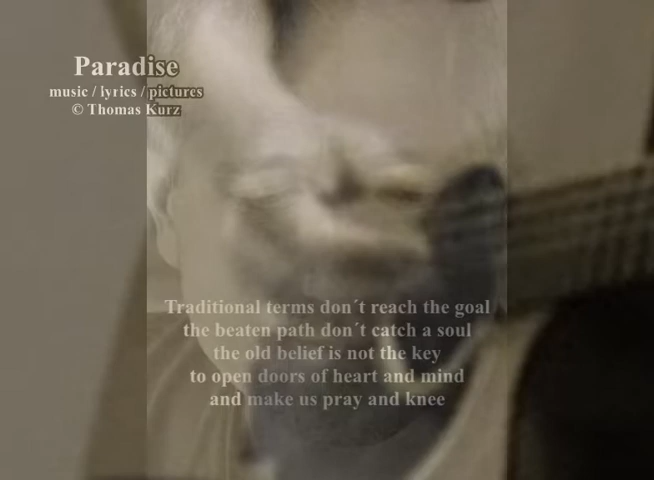 Paradise
music / lyrics / pictures
© Thomas Kurz
Traditional terms don´t reach the goal
the beaten path don´t catch a soul
the old belief is not the key
to open doors of heart and mind
and make us pray and knee